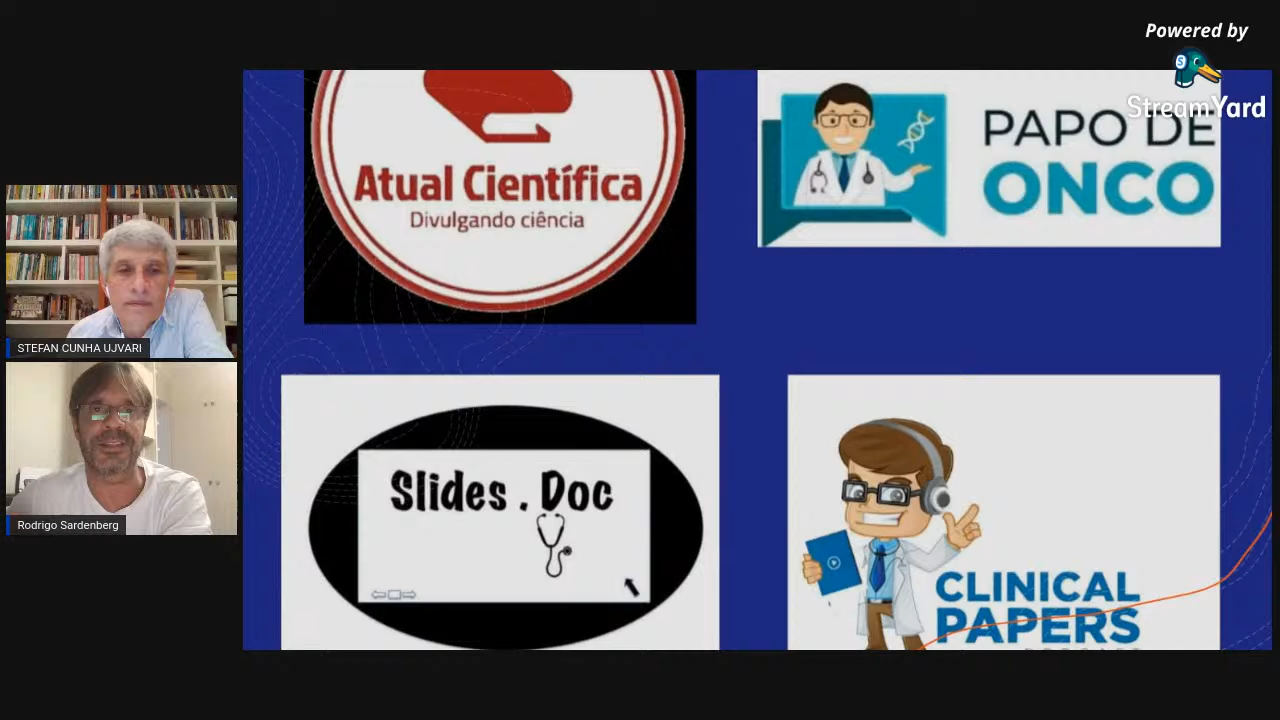 Powered by
StreamYard
Atual Científica
Divulgando ciência
PAPO DE
ONCO
STEFAN CUNHA UJVARI
Rodrigo Sardenberg
Slides . Doc
CLINICAL
PAPERS